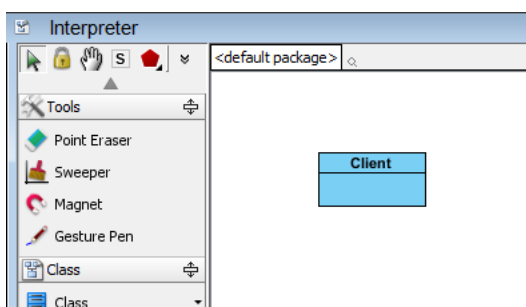 Interpreter
S
<default package>
Tools
Point Eraser
Sweeper
Magnet
Gesture Pen
Class
Class
Client